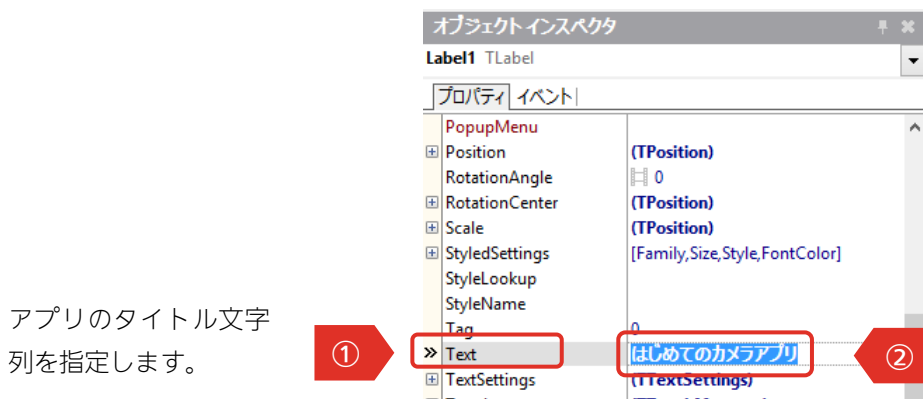 オブジェクト インスペクタ
Label1 TLabel
プロパティ イベント
PopupMenu
Position (TPosition)
RotationAngle 0
RotationCenter (TPosition)
Scale (TPosition)
StyledSettings [Family,Size,Style,FontColor]
StyleLookup
StyleName
Tag 0
アプリのタイトル文字
列を指定します。
① » Text はじめてのカメラアプリ ②
TextSettings (TTextSettings)